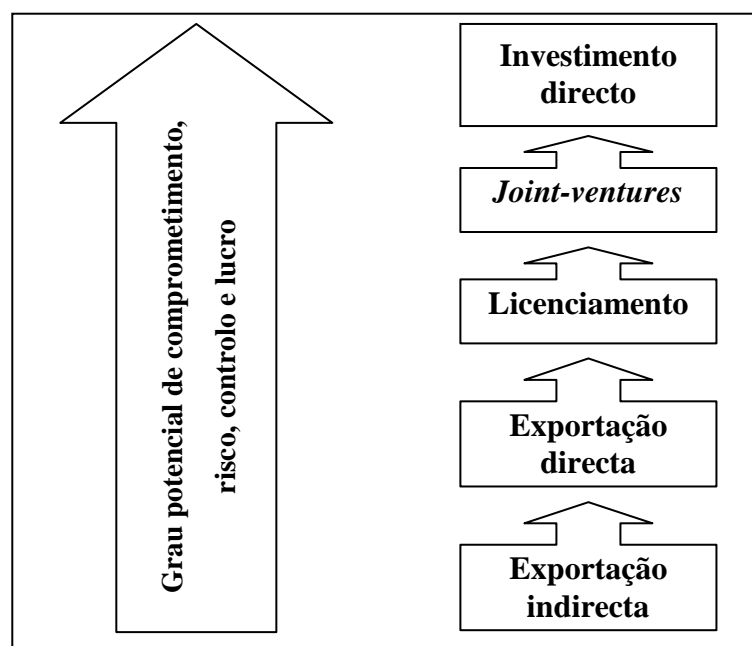 Grau potencial de comprometimento,
risco, controlo e lucro
Investimento
directo
Joint-ventures
Licenciamento
Exportação
directa
Exportação
indirecta